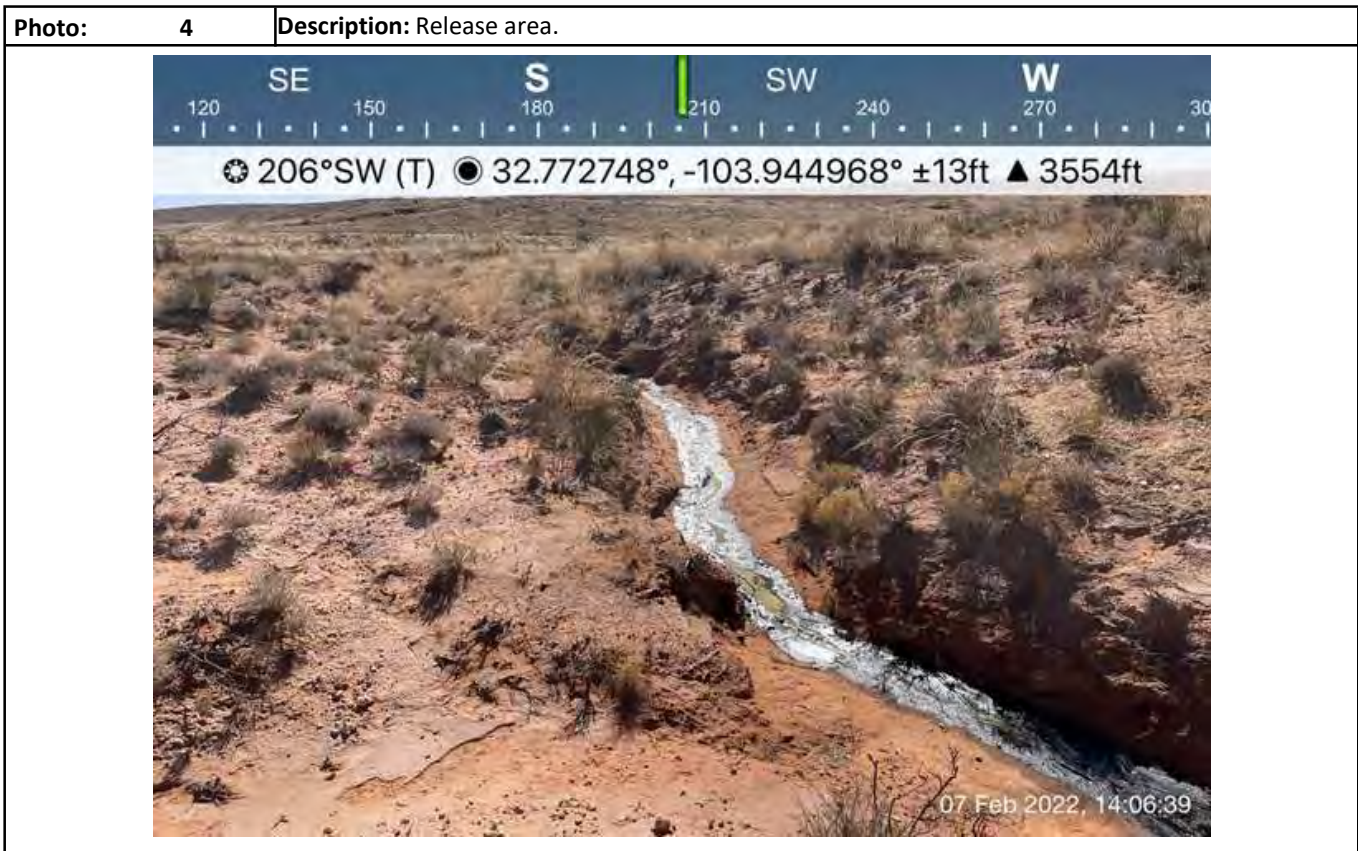 Photo: 4 Description: Release area.
SE S SW W
120 150 180 210 240 270 30
206°SW (T) 32.772748°, -103.944968° ±13ft ▲ 3554ft
07 Feb 2022, 14:06:39